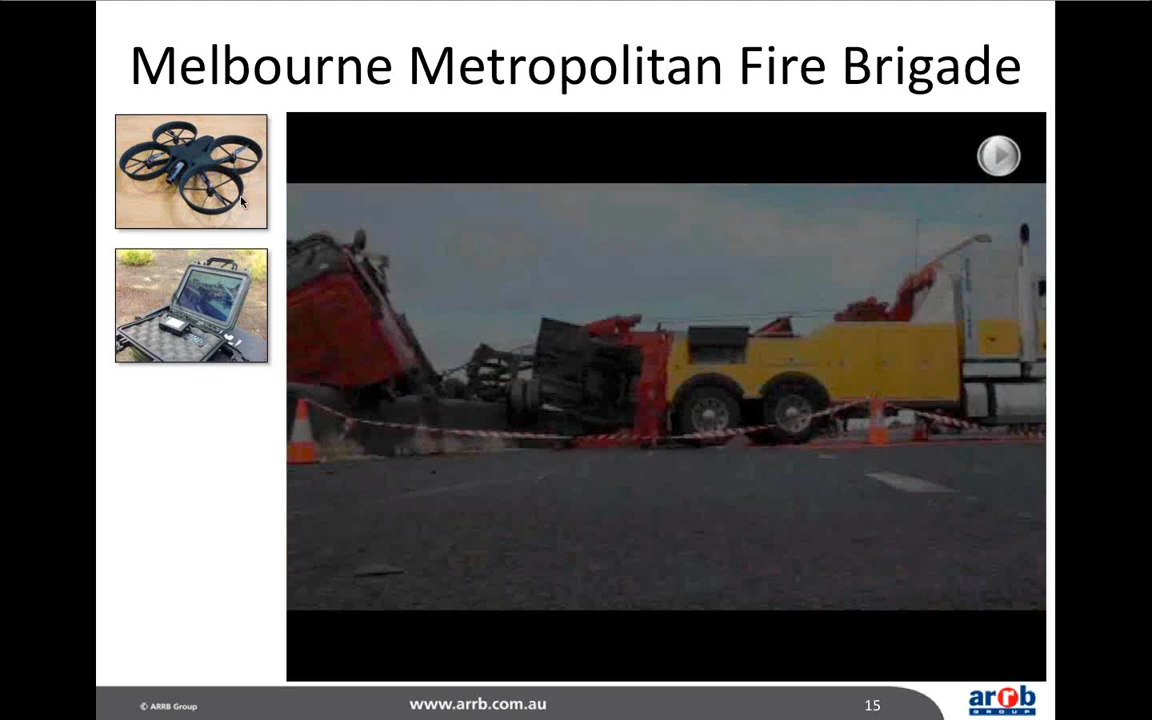 Melbourne Metropolitan Fire Brigade
© ARRB Group
www.arrb.com.au
15
arrb
GROUP